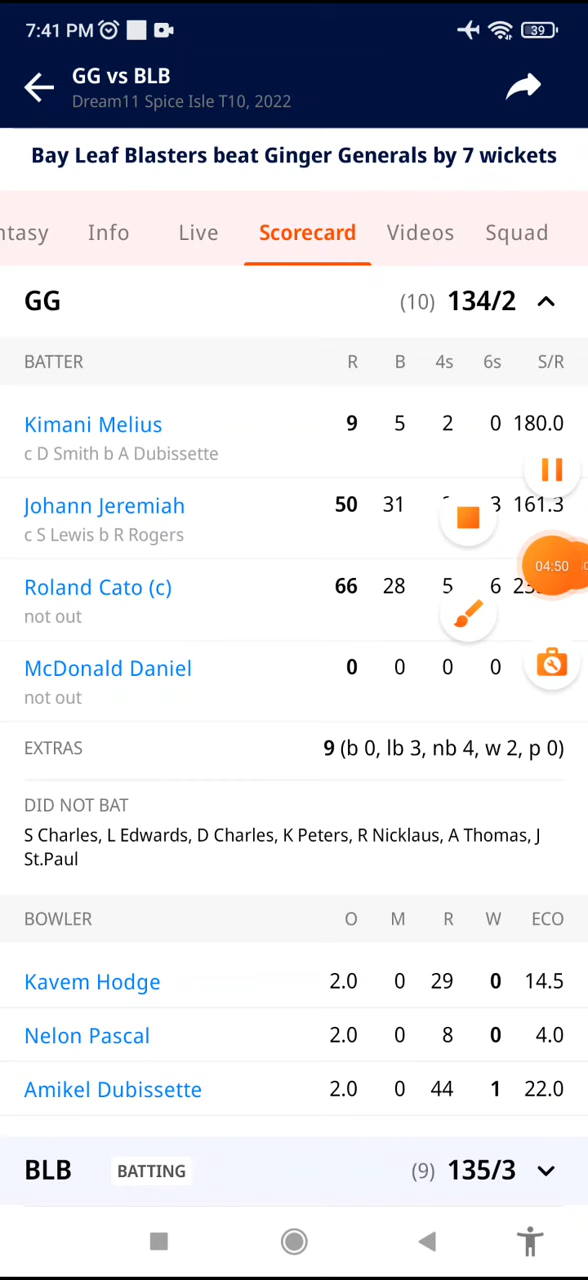 7:41 PM 39
GG vs BLB
Dream11 Spice Isle T10, 2022
Bay Leaf Blasters beat Ginger Generals by 7 wickets
ntasy Info Live Scorecard Videos Squad
GG (10) 134/2
BATTER R B 4s 6s S/R
Kimani Melius 9 5 2 0 180.0
c D Smith b A Dubissette
Johann Jeremiah 50 31 3 161.3
c S Lewis b R Rogers
04:50
Roland Cato (c) 66 28 5 6
not out
McDonald Daniel 0 0 0 0
not out
EXTRAS 9 (b 0, lb 3, nb 4, w 2, p 0)
DID NOT BAT
S Charles, L Edwards, D Charles, K Peters, R Nicklaus, A Thomas, J
St.Paul
BOWLER O M R W ECO
Kavem Hodge 2.0 0 29 0 14.5
Nelon Pascal 2.0 0 8 0 4.0
Amikel Dubissette 2.0 0 44 1 22.0
BLB BATTING (9) 135/3